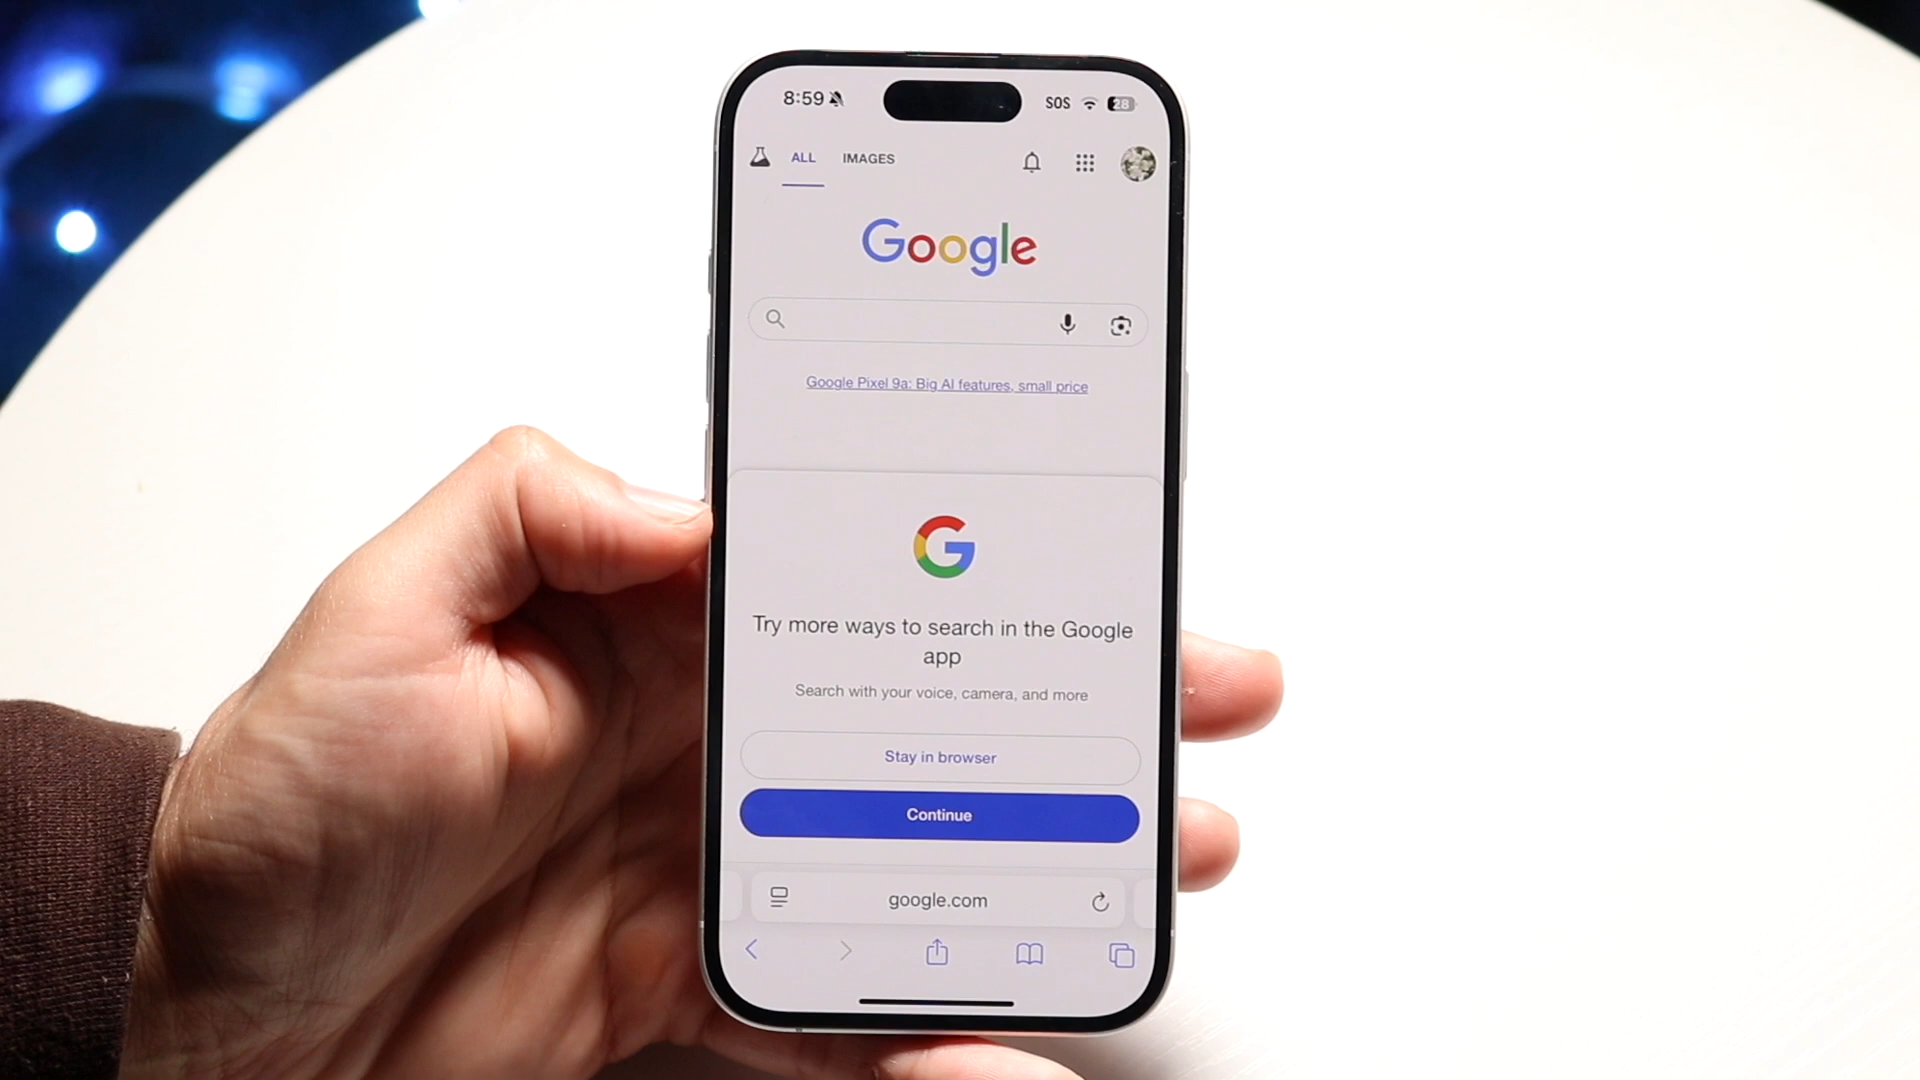 8:59 SOS 28
ALL IMAGES
Google
Google Pixel 9a: Big AI features, small price
G
Try more ways to search in the Google
app
Search with your voice, camera, and more
Stay in browser
Continue
google.com